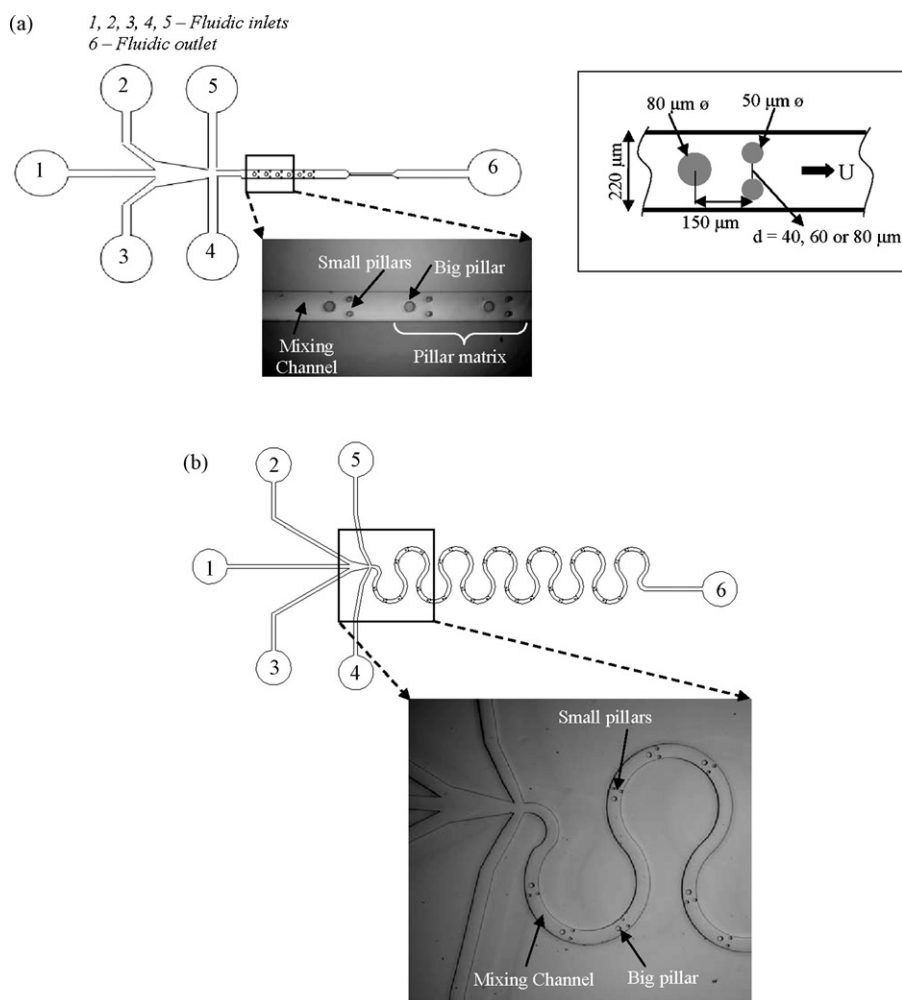 (a)
1, 2, 3, 4, 5 – Fluidic inlets
6 – Fluidic outlet
2
5
1
6
3
4
Small pillars
Big pillar
Mixing
Channel
Pillar matrix
80 μm ø
50 μm ø
220 μm
U
150 μm
d = 40, 60 or 80 μm
(b)
2
5
1
6
3
4
Small pillars
Mixing Channel
Big pillar